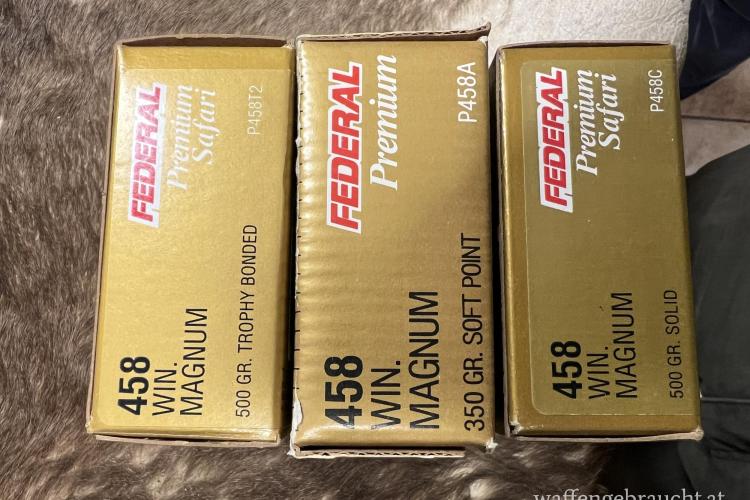 FEDERAL
Premium
Safari
P458T2
458
WIN.
MAGNUM
500 GR. TROPHY BONDED
FEDERAL
Premium
P458A
458
WIN.
MAGNUM
350 GR. SOFT POINT
FEDERAL
Premium
Safari
P458C
458
WIN.
MAGNUM
500 GR. SOLID
waffengebraucht.at